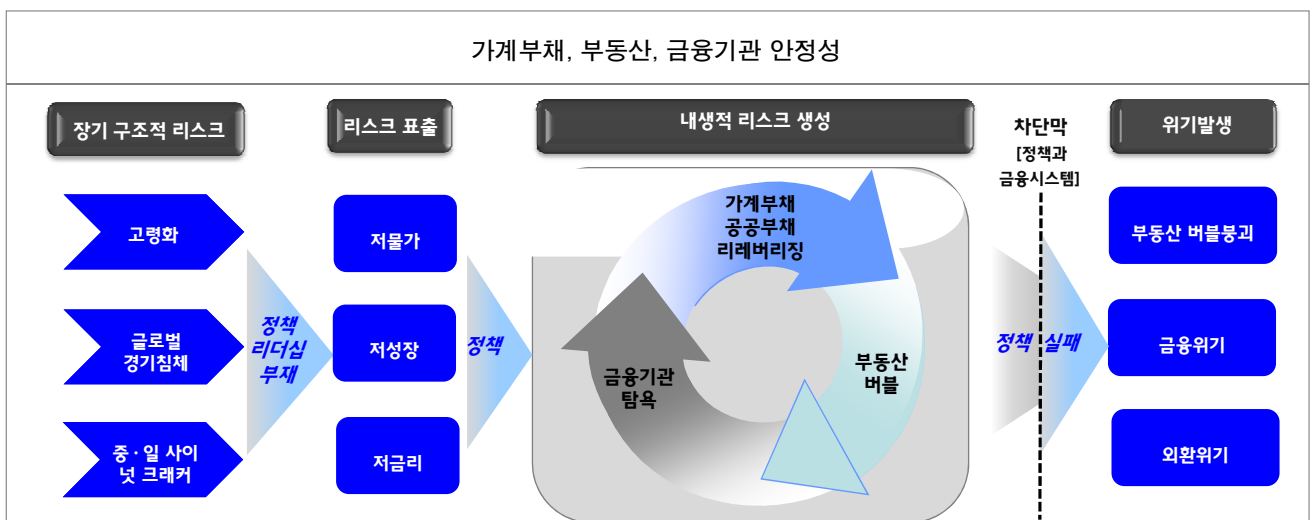 가계부채, 부동산, 금융기관 안정성
장기 구조적 리스크
리스크 표출
내생적 리스크 생성
차단막
[정책과
금융시스템]
위기발생
고령화
글로벌
경기침체
중·일 사이
넛 크래커
정책
리더십
부재
저물가
저성장
저금리
정책
가계부채
공공부채
리레버리징
부동산
버블
금융기관
탐욕
정책 실패
부동산 버블붕괴
금융위기
외환위기